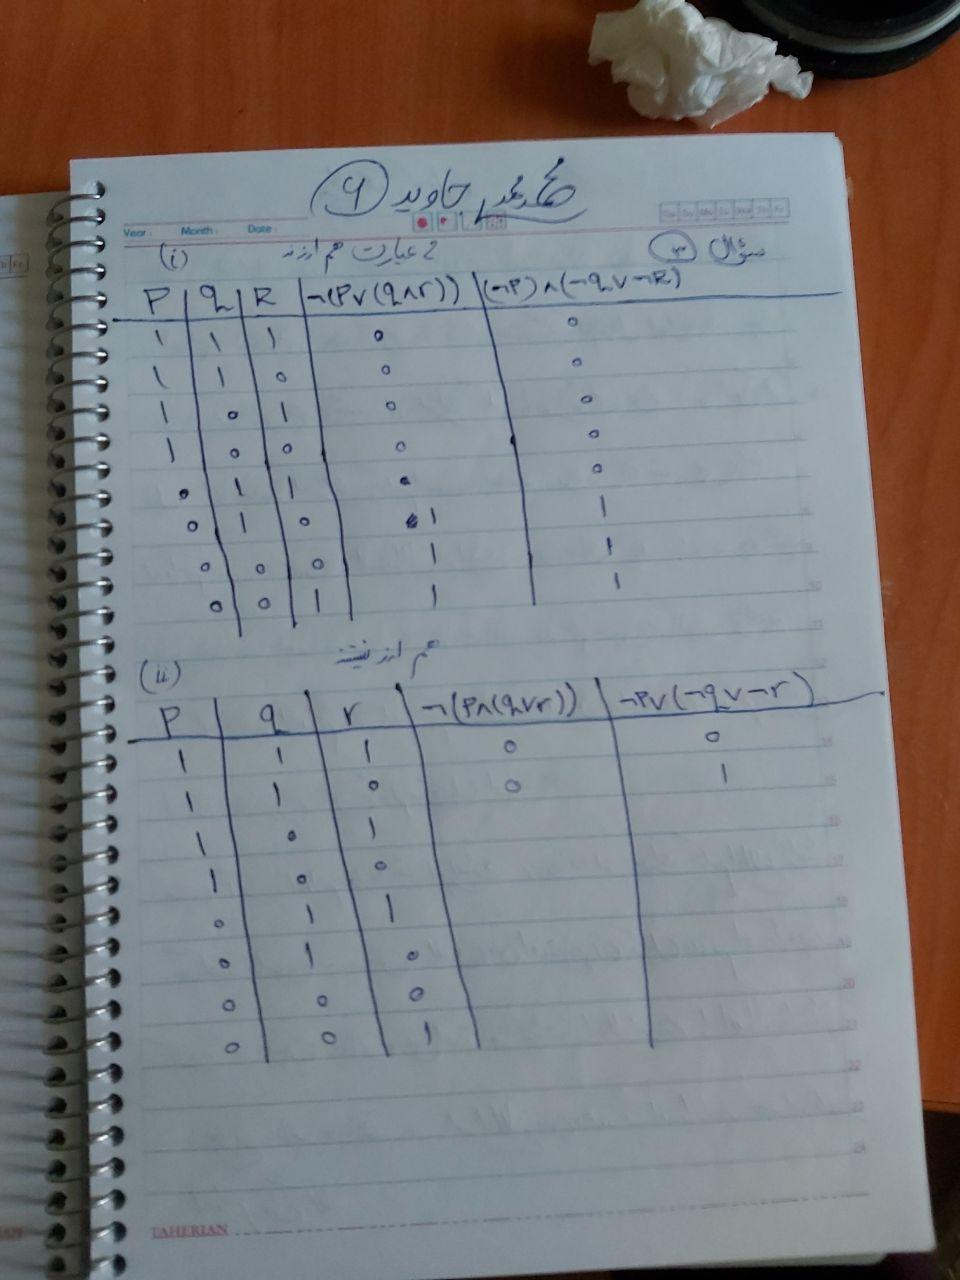 محمد جاوید ۶
Year: Month: Date:
سؤال ۳
(i) 2 عبارت هم ارزند
P q R ¬(P∨(q∧r)) (¬P)∧(¬q∨¬R)
1 1 1 0 0
1 1 0 0 0
1 0 1 0 0
1 0 0 0 0
0 1 1 0 0
0 1 0 1 1
0 0 0 1 1
0 0 1 1 1
(ii) هم ارز نیستند
P q r ¬(P∧(q∨r)) ¬P∨(¬q∨¬r)
1 1 1 0 0
1 1 0 0 1
1 0 1
1 0 0
0 1 1
0 1 0
0 0 0
0 0 1
TAHERIAN